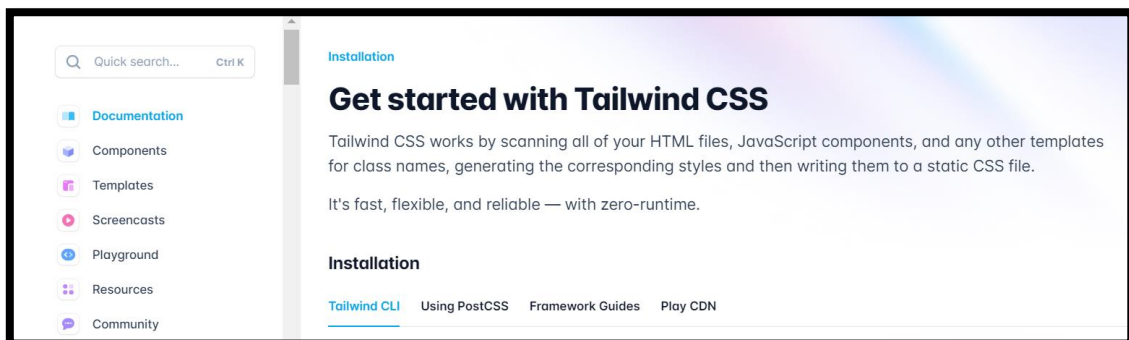 Quick search...
Ctrl K
Documentation
Components
Templates
Screencasts
Playground
Resources
Community
Installation
Get started with Tailwind CSS
Tailwind CSS works by scanning all of your HTML files, JavaScript components, and any other templates
for class names, generating the corresponding styles and then writing them to a static CSS file.
It's fast, flexible, and reliable — with zero-runtime.
Installation
Tailwind CLI
Using PostCSS
Framework Guides
Play CDN